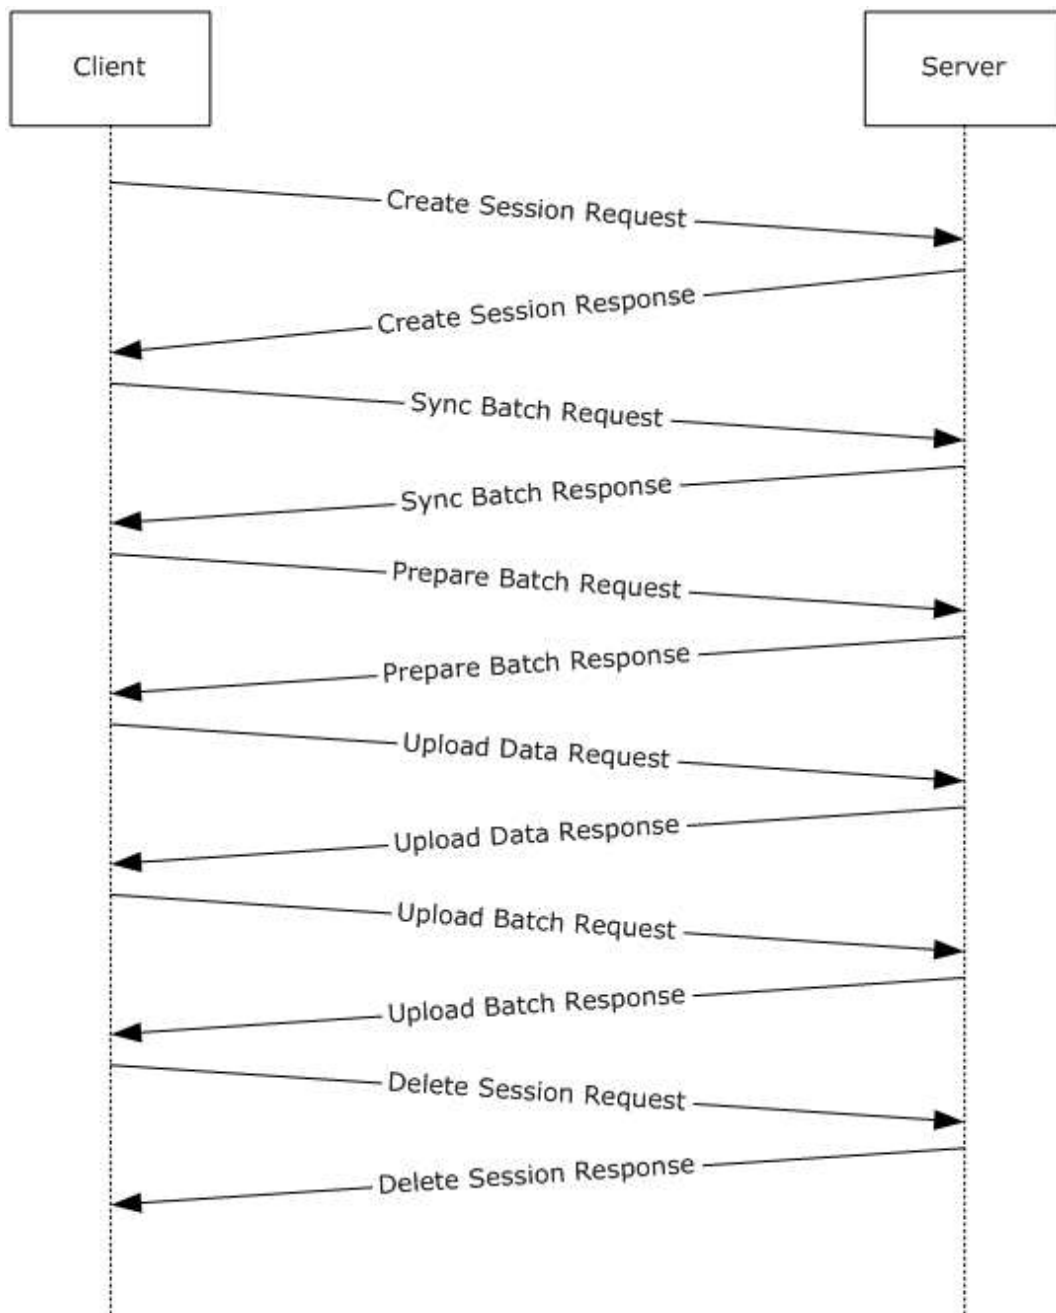 Client
Server
Create Session Request
Create Session Response
Sync Batch Request
Sync Batch Response
Prepare Batch Request
Prepare Batch Response
Upload Data Request
Upload Data Response
Upload Batch Request
Upload Batch Response
Delete Session Request
Delete Session Response